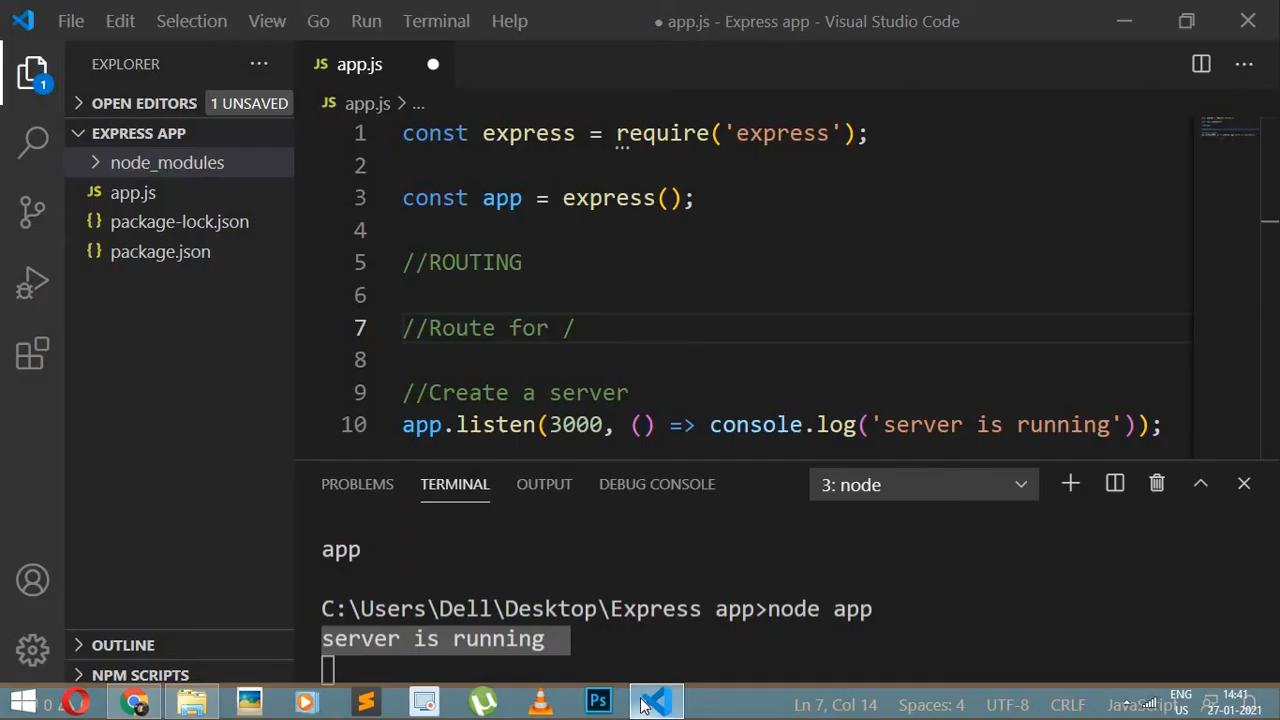 File Edit Selection View Go Run Terminal Help ● app.js - Express app - Visual Studio Code
EXPLORER
1
OPEN EDITORS 1 UNSAVED
EXPRESS APP
node_modules
JS app.js
{} package-lock.json
{} package.json
OUTLINE
NPM SCRIPTS
JS app.js
JS app.js > ...
1 const express = require('express');
2
3 const app = express();
4
5 //ROUTING
6
7 //Route for /
8
9 //Create a server
10 app.listen(3000, () => console.log('server is running'));
PROBLEMS TERMINAL OUTPUT DEBUG CONSOLE 3: node
app
C:\Users\Dell\Desktop\Express app>node app
server is running
Ps
Ln 7, Col 14 Spaces: 4 UTF-8 CRLF
ENG
US
14:41
27-01-2021